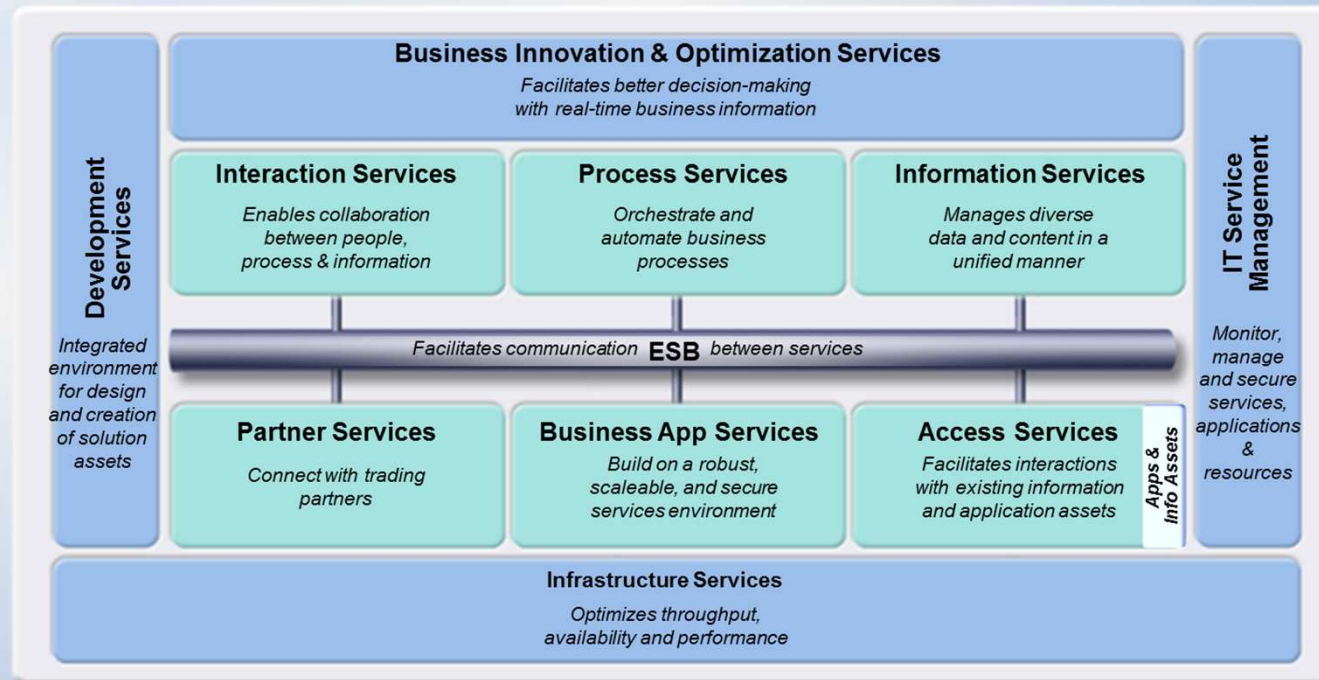 Business Innovation & Optimization Services
Facilitates better decision-making
with real-time business information
Development
Services
Integrated
environment
for design
and creation
of solution
assets
Interaction Services
Enables collaboration
between people,
process & information
Process Services
Orchestrate and
automate business
processes
Information Services
Manages diverse
data and content in a
unified manner
IT Service
Management
Monitor,
manage
and secure
services,
applications
&
resources
Facilitates communication ESB between services
Partner Services
Connect with trading
partners
Business App Services
Build on a robust,
scaleable, and secure
services environment
Access Services
Facilitates interactions
with existing information
and application assets
Apps &
Info Assets
Infrastructure Services
Optimizes throughput,
availability and performance